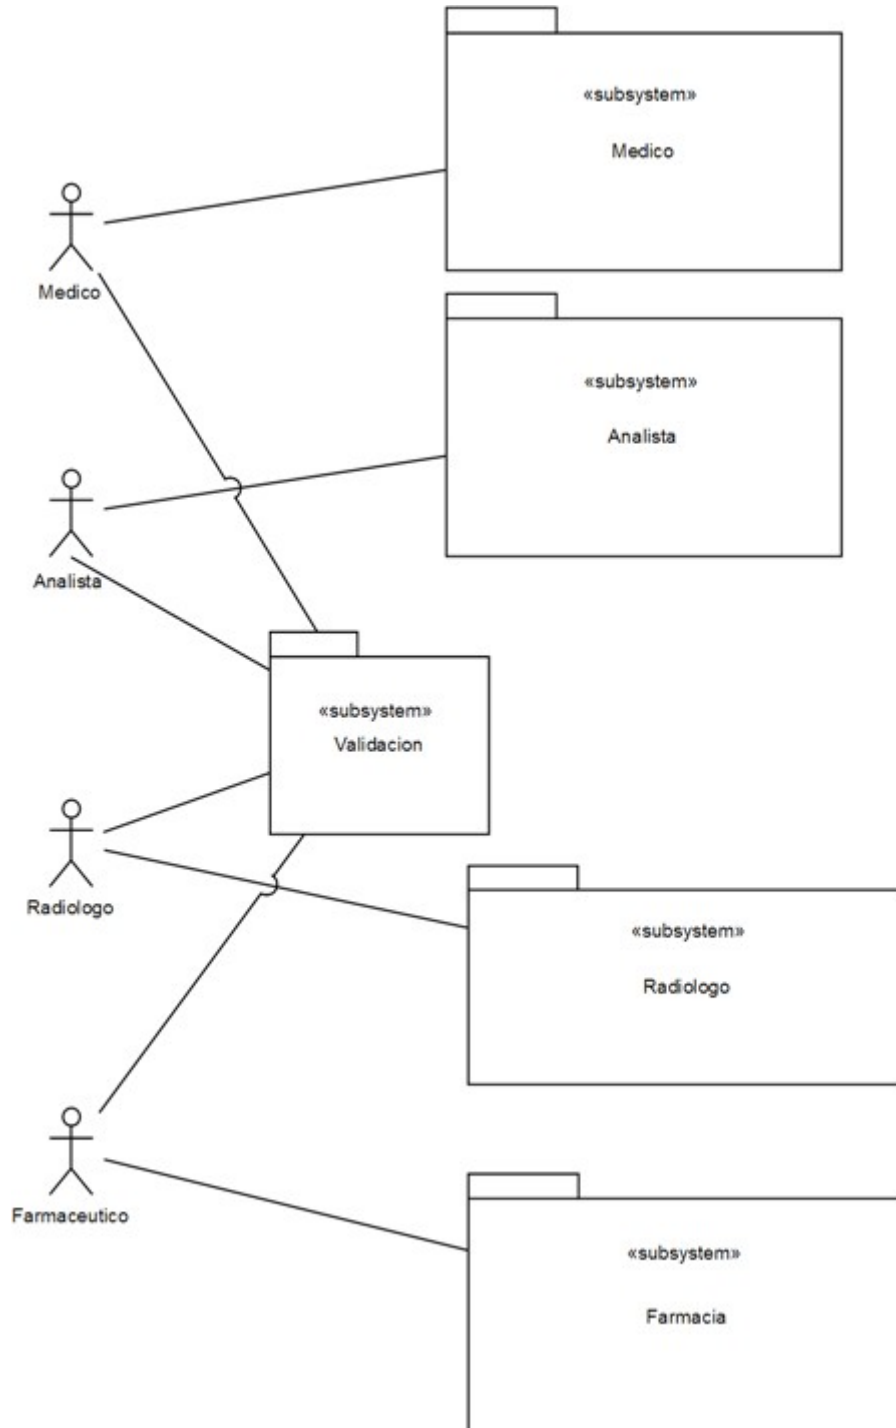 «subsystem»
Medico
Medico
«subsystem»
Analista
Analista
«subsystem»
Validacion
Radiologo
«subsystem»
Radiologo
Farmaceutico
«subsystem»
Farmacia